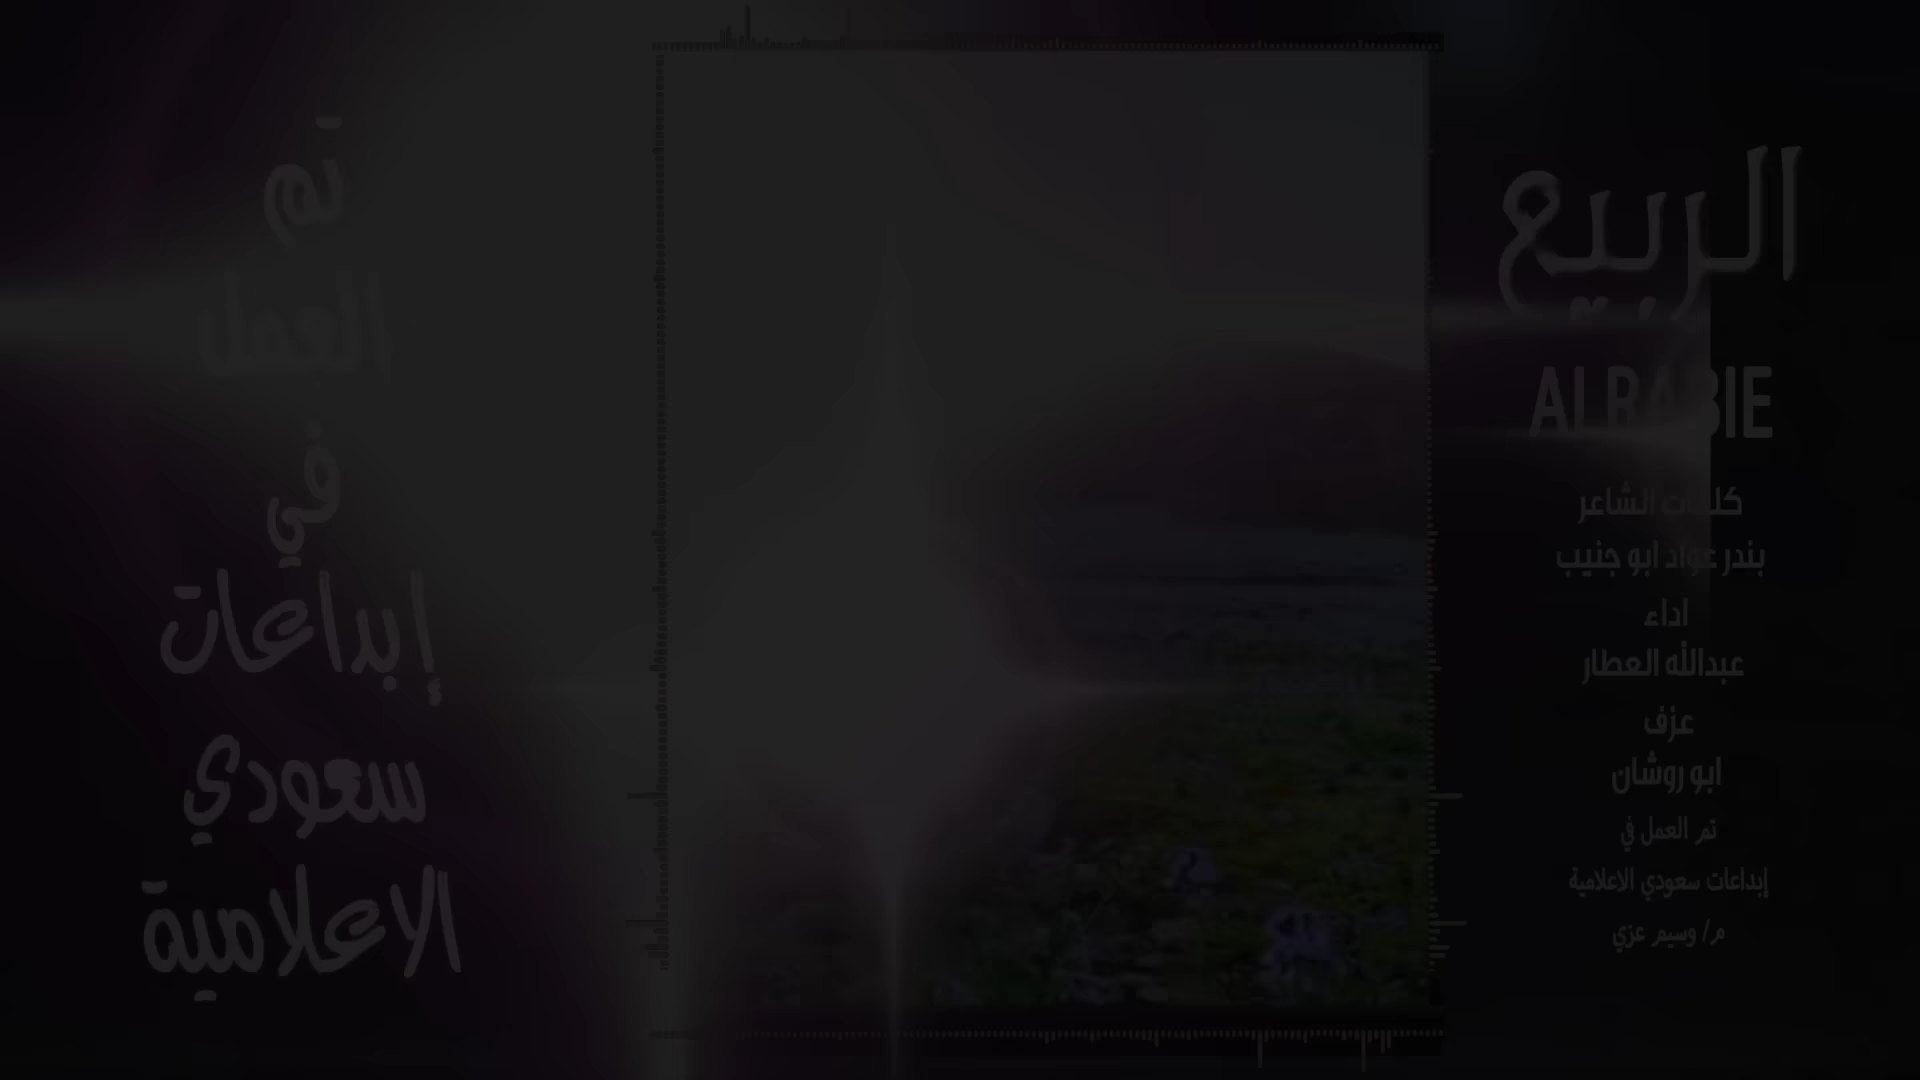 الربيع
ALRABIE
كلمات الشاعر
بندر عواد ابو جنيب
اداء
عبدالله العطار
عزف
ابو روشان
تم العمل في
إبداعات سعودي الاعلامية
م/ وسيم عزي
تم
العمل
في
إبداعات
سعودي
الاعلامية